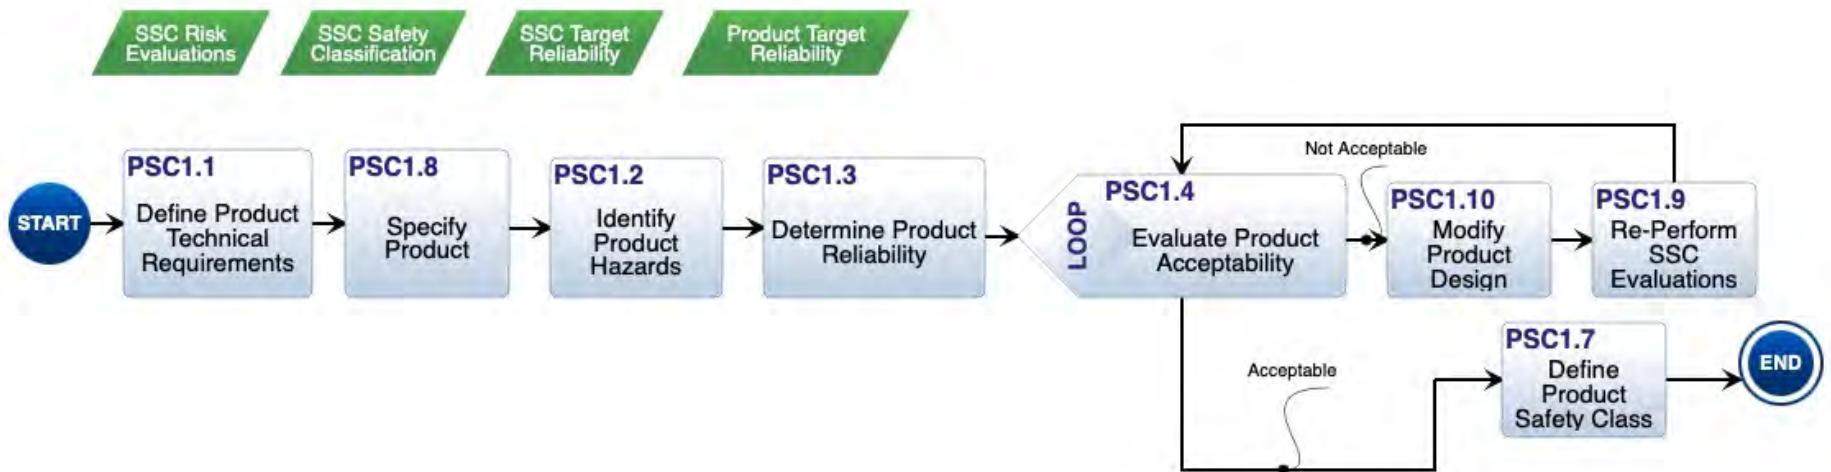 SSC Risk
Evaluations
SSC Safety
Classification
SSC Target
Reliability
Product Target
Reliability
START
PSC1.1
Define Product
Technical
Requirements
PSC1.8
Specify
Product
PSC1.2
Identify
Product
Hazards
PSC1.3
Determine Product
Reliability
LOOP
PSC1.4
Evaluate Product
Acceptability
Not Acceptable
PSC1.10
Modify
Product
Design
PSC1.9
Re-Perform
SSC
Evaluations
Acceptable
PSC1.7
Define
Product
Safety Class
END